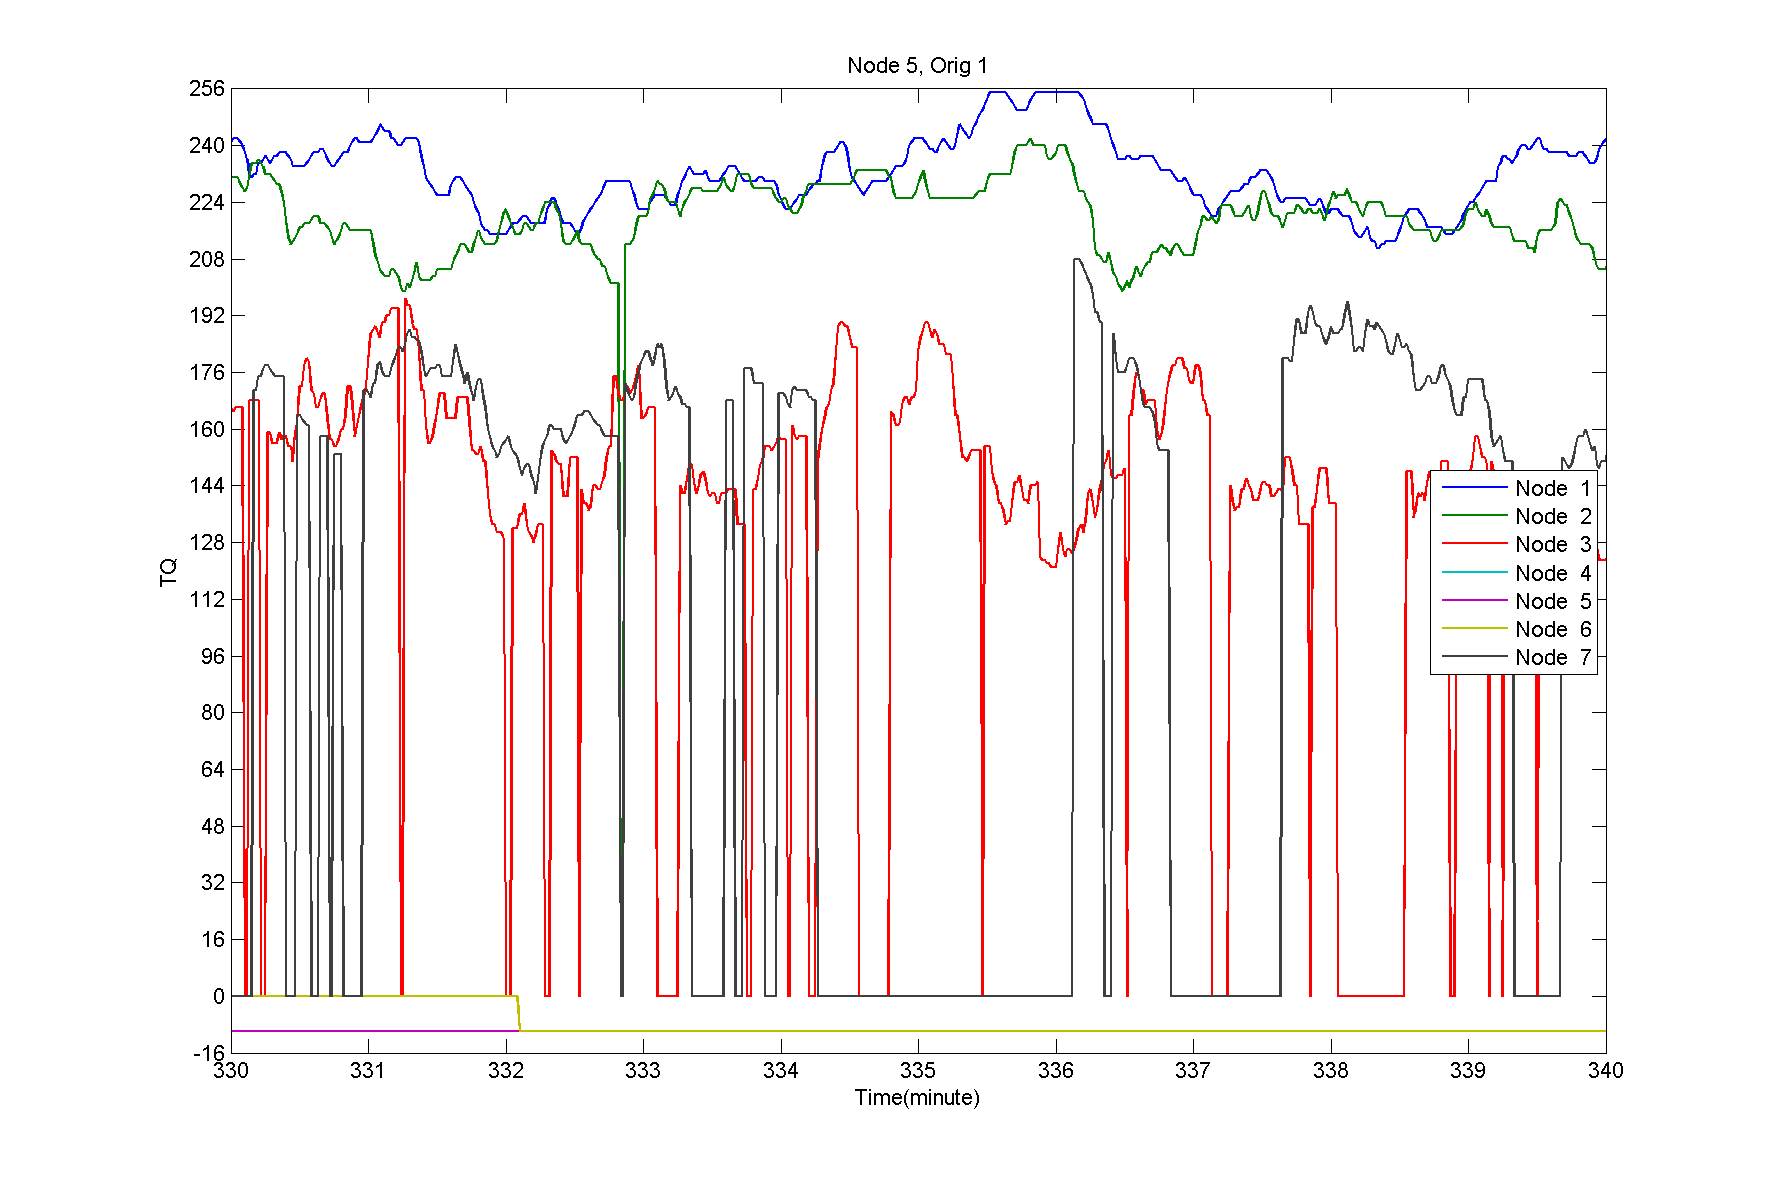 Node 5, Orig 1
256
240
224
208
192
176
160
144
128
112
96
80
64
48
32
16
0
-16
TQ
Node 1
Node 2
Node 3
Node 4
Node 5
Node 6
Node 7
330 331 332 333 334 335 336 337 338 339 340
Time(minute)